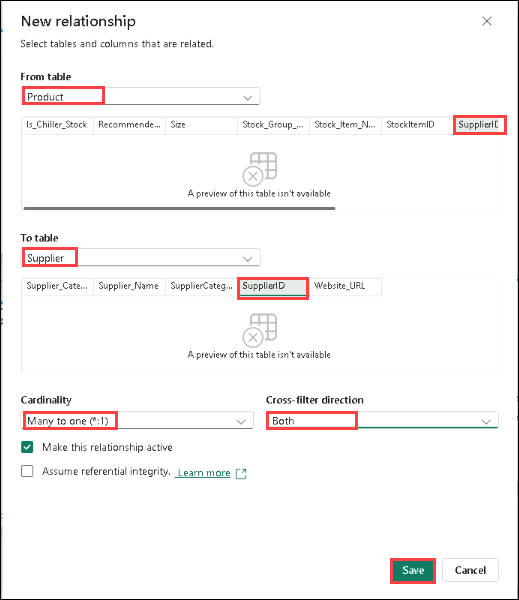 New relationship
Select tables and columns that are related.
From table
Product
Is_Chiller_Stock Recommende... Size Stock_Group_... Stock_Item_N... StockItemID SupplierID
A preview of this table isn't available
To table
Supplier
Supplier_Cate... Supplier_Name SupplierCateg... SupplierID Website_URL
A preview of this table isn't available
Cardinality Cross-filter direction
Many to one (*:1) Both
Make this relationship active
Assume referential integrity. Learn more
Save Cancel